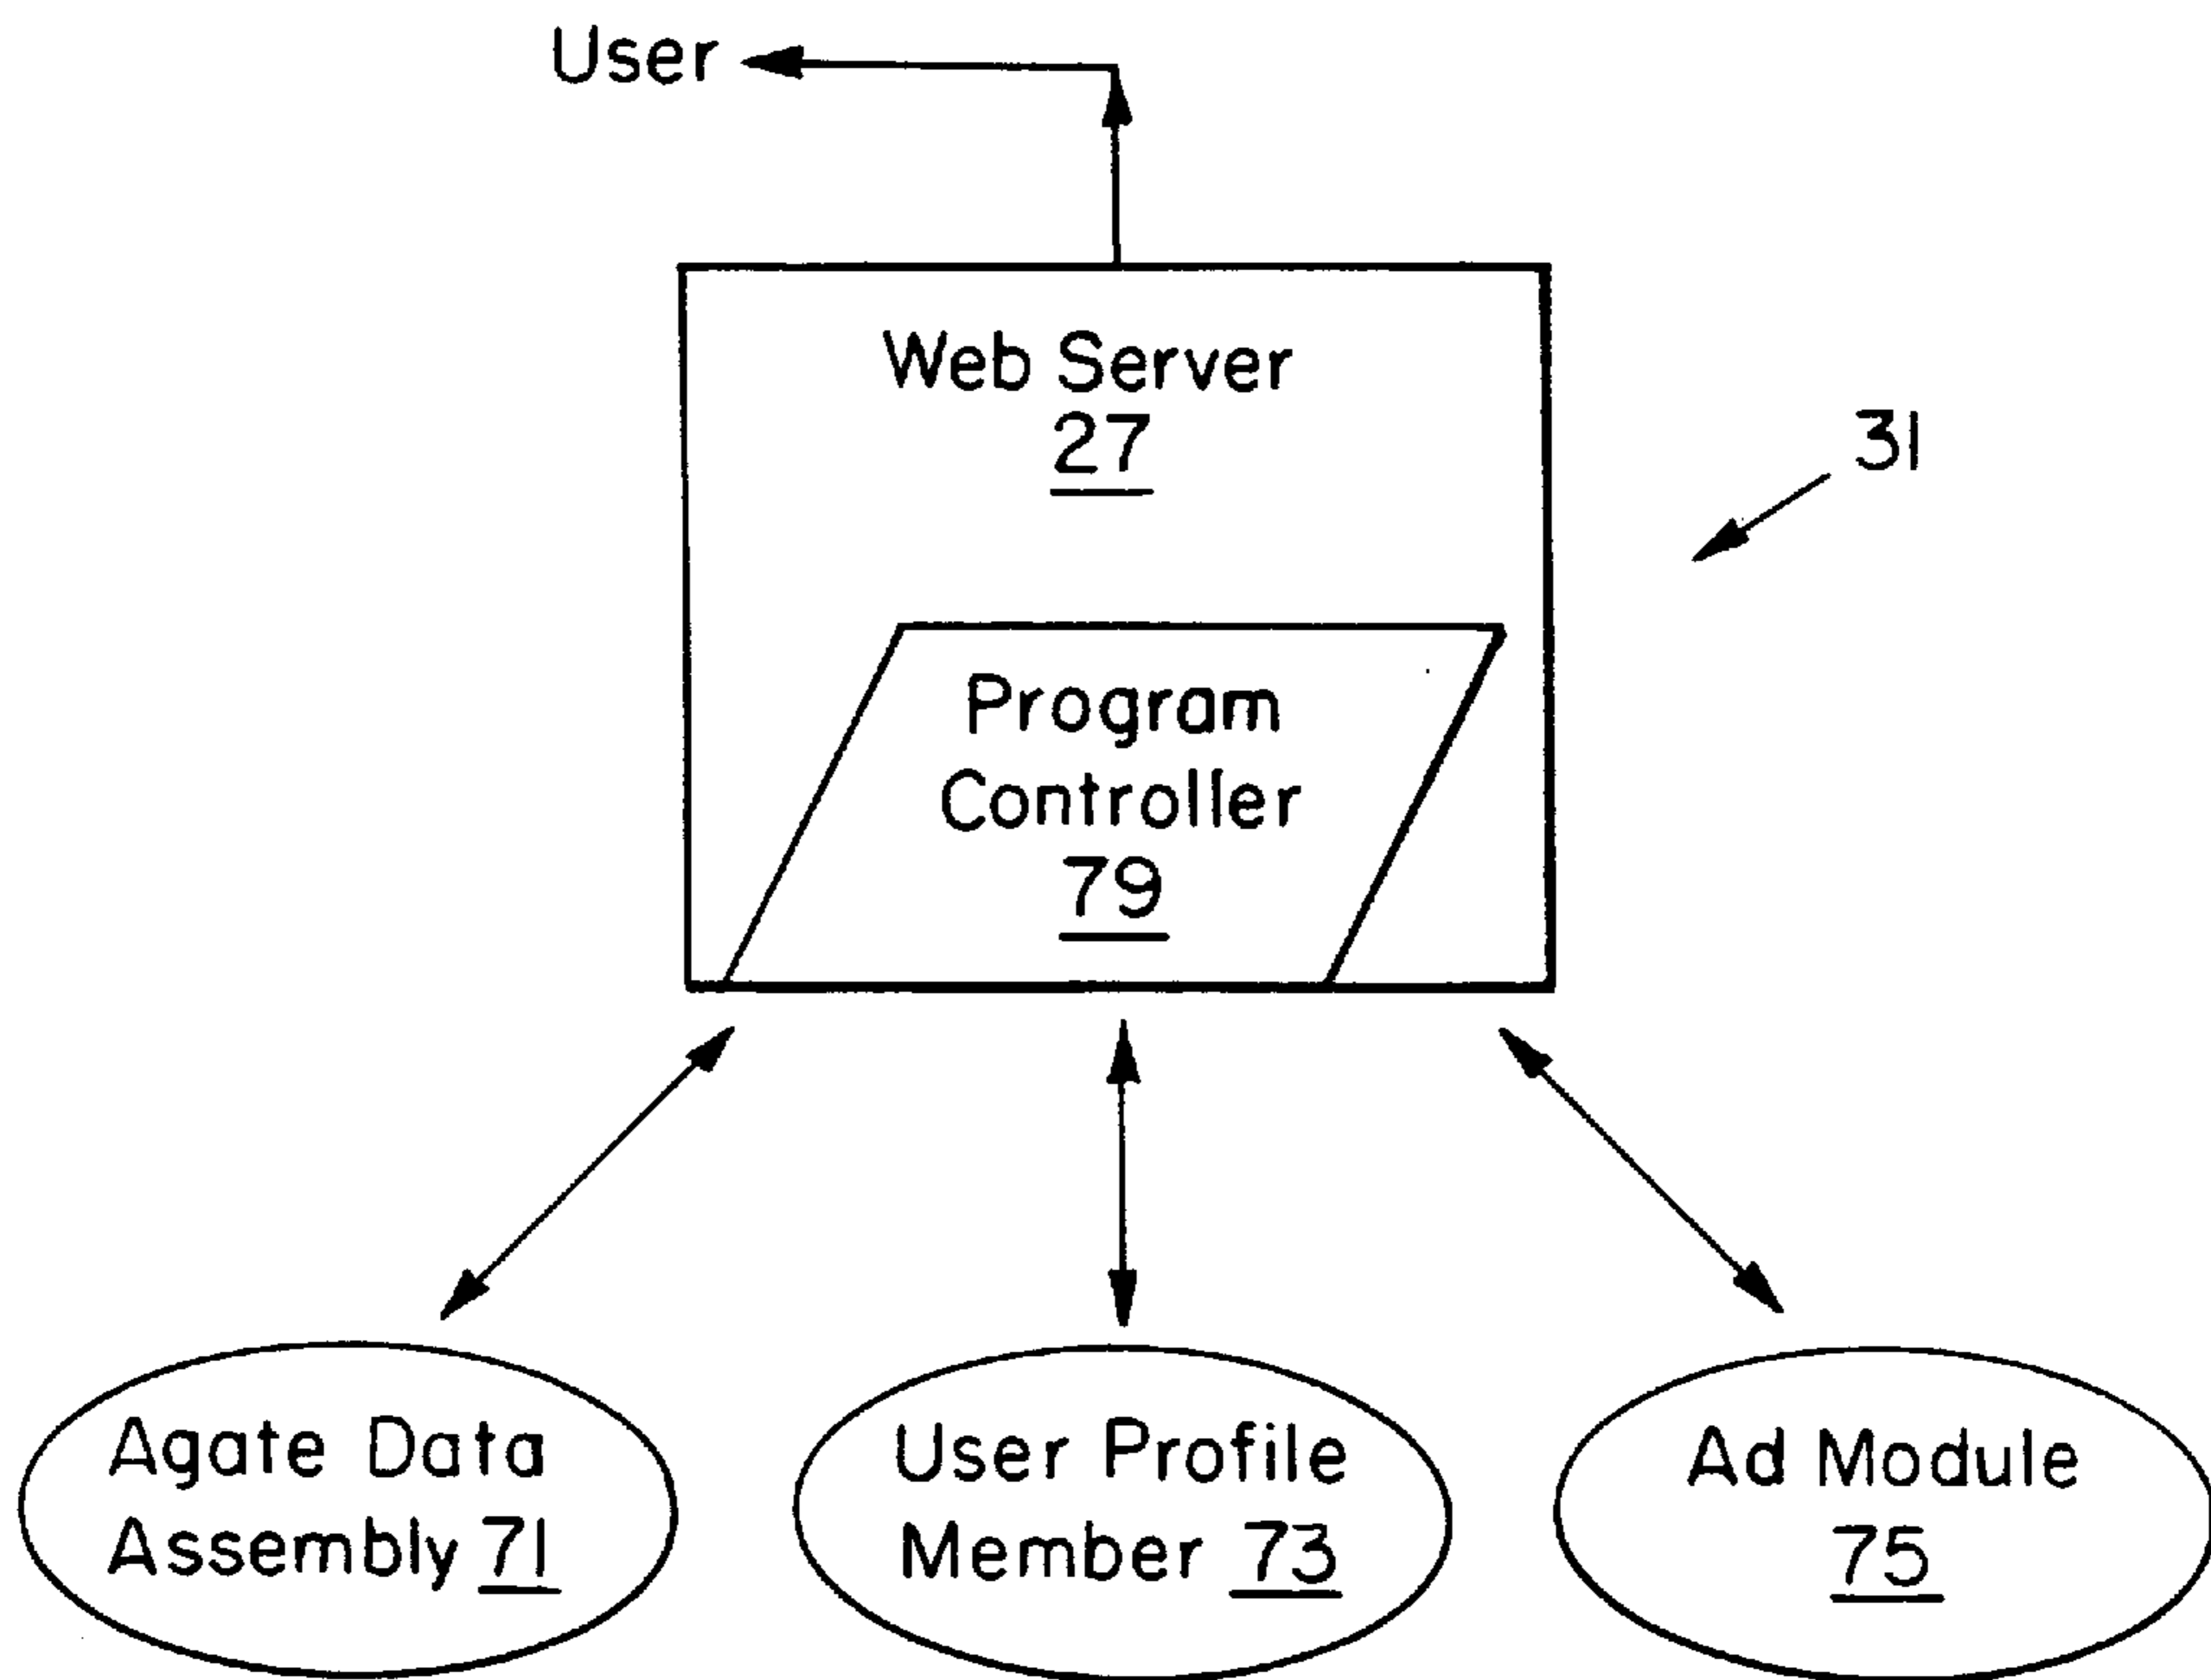 User
Web Server
27
31
Program
Controller
79
Agate Data
Assembly 71
User Profile
Member 73
Ad Module
75